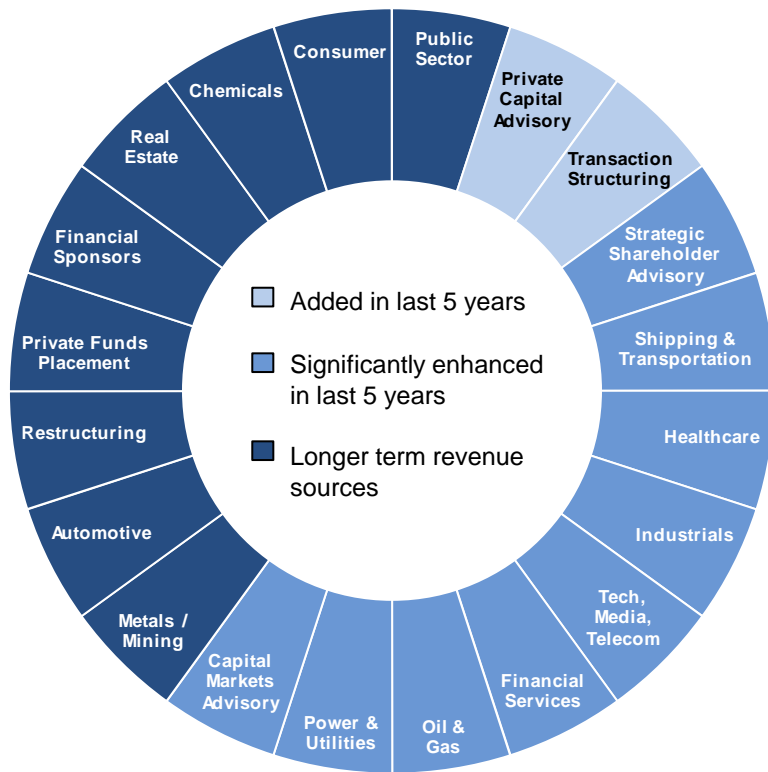 Public
Sector
Private
Capital
Advisory
Transaction
Structuring
Strategic
Shareholder
Advisory
Shipping &
Transportation
Healthcare
Industrials
Tech,
Media,
Telecom
Financial
Services
Oil &
Gas
Power &
Utilities
Capital
Markets
Advisory
Metals /
Mining
Automotive
Restructuring
Private Funds
Placement
Financial
Sponsors
Real
Estate
Chemicals
Consumer
Added in last 5 years
Significantly enhanced
in last 5 years
Longer term revenue
sources